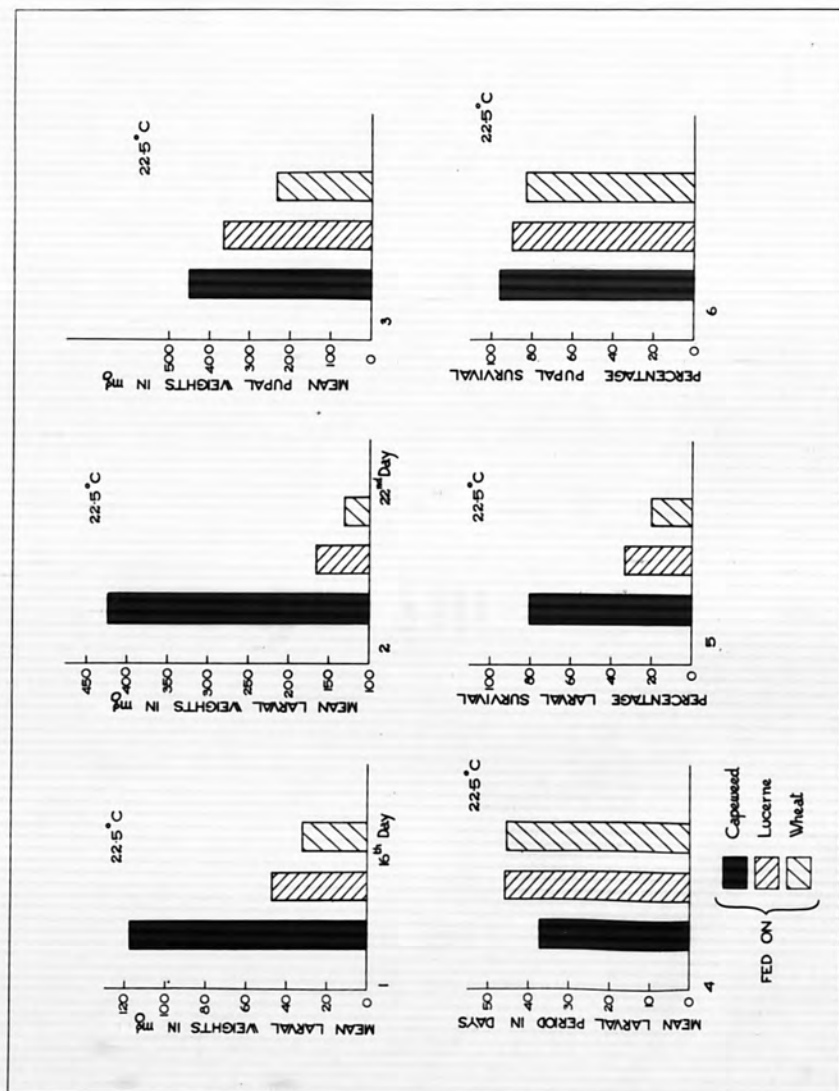 MEAN LARVAL WEIGHTS IN mg
120
100
80
60
40
20
0
22·5°C
16th Day
1
MEAN LARVAL WEIGHTS IN mg
450
400
350
300
250
200
150
100
22·5°C
22nd Day
2
MEAN PUPAL WEIGHTS IN mg
500
400
300
200
100
0
22·5°C
3
MEAN LARVAL PERIOD IN DAYS
50
40
30
20
10
0
22·5°C
4
PERCENTAGE LARVAL SURVIVAL
100
80
60
40
20
0
22·5°C
5
PERCENTAGE PUPAL SURVIVAL
100
80
60
40
20
0
22·5°C
6
FED ON
Capeweed
Lucerne
Wheat